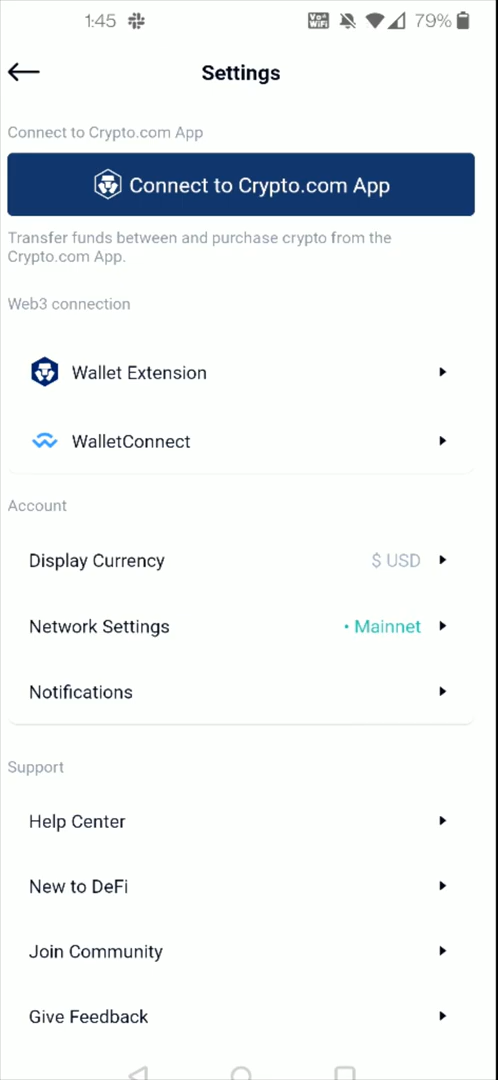 1:45 79%
Settings
Connect to Crypto.com App
Connect to Crypto.com App
Transfer funds between and purchase crypto from the
Crypto.com App.
Web3 connection
Wallet Extension
WalletConnect
Account
Display Currency $ USD
Network Settings • Mainnet
Notifications
Support
Help Center
New to DeFi
Join Community
Give Feedback